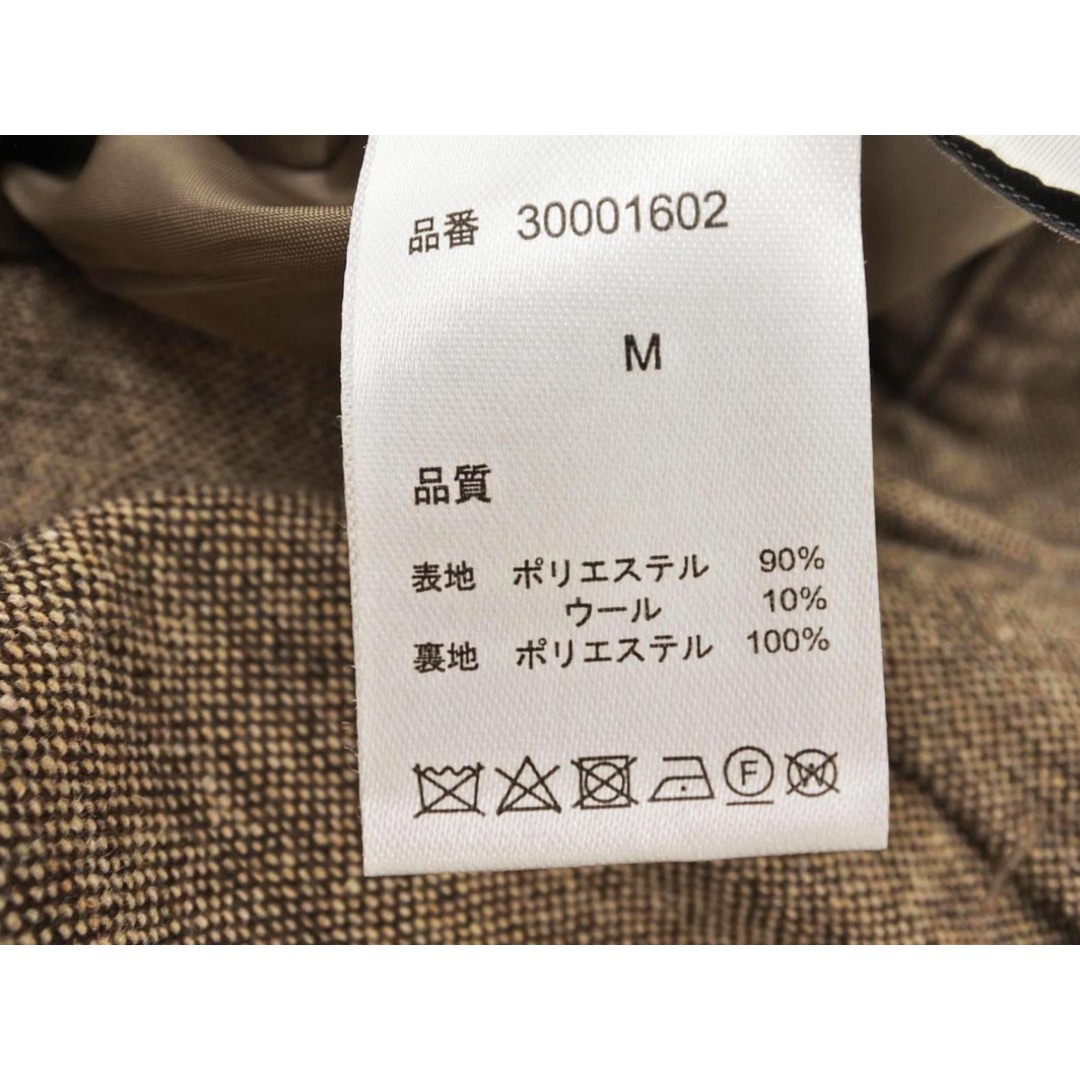 品番 30001602
M
品質
表地 ポリエステル 90%
ウール 10%
裏地 ポリエステル 100%
F W